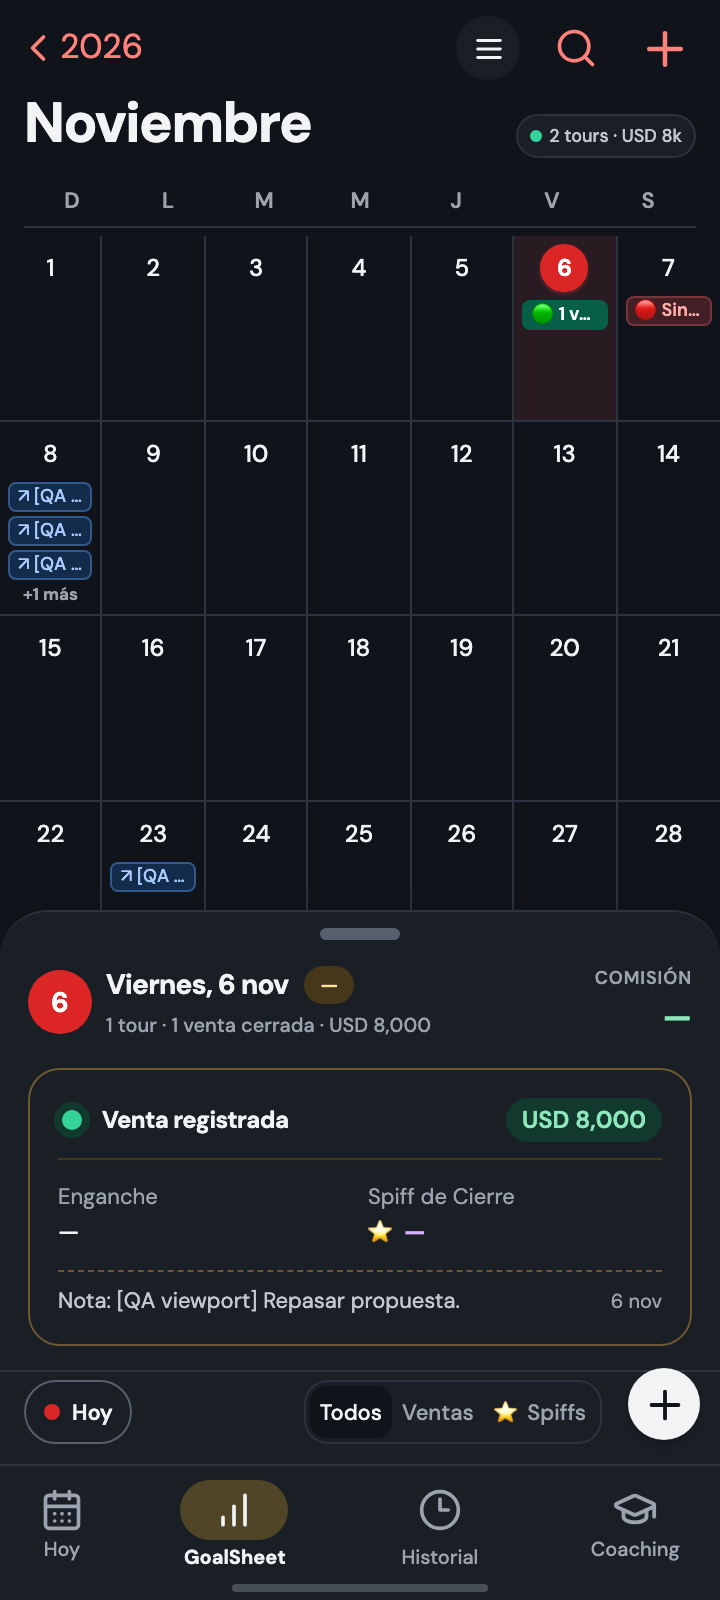 2026
Noviembre
2 tours · USD 8k
D L M M J V S
1 2 3 4 5 6 7
1 v...
Sin...
8 9 10 11 12 13 14
[QA ...
[QA ...
[QA ...
+1 más
15 16 17 18 19 20 21
22 23 24 25 26 27 28
[QA ...
6
Viernes, 6 nov –
COMISIÓN
1 tour · 1 venta cerrada · USD 8,000
–
Venta registrada
USD 8,000
Enganche
Spiff de Cierre
–
⭐ –
Nota: [QA viewport] Repasar propuesta.
6 nov
Hoy
Todos Ventas ⭐ Spiffs
Hoy
GoalSheet
Historial
Coaching